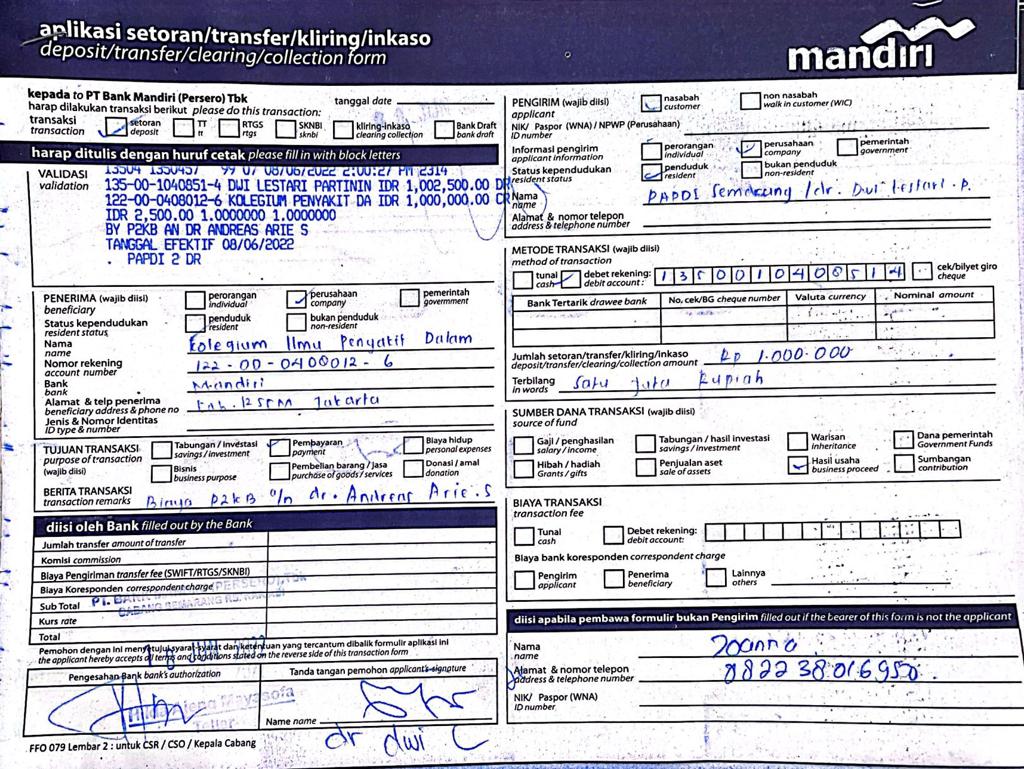 aplikasi setoran/transfer/kliring/inkaso
deposit/transfer/clearing/collection form
mandiri
kepada to PT Bank Mandiri (Persero) Tbk
tanggal date
harap dilakukan transaksi berikut please do this transaction:
transaksi transaction
setoran deposit
TT tt
RTGS rtgs
SKNBI sknbi
kliring-inkaso clearing collection
Bank Draft bank draft
harap ditulis dengan huruf cetak please fill in with block letters
VALIDASI validation
13504 1350457 99 07 08/06/2022 2:00:27 PM 2314
135-00-1040851-4 DWI LESTARI PARTININ IDR 1,002,500.00 DR
122-00-0408012-6 KOLEGIUM PENYAKIT DA IDR 1,000,000.00 CR
IDR 2,500.00 1.0000000 1.0000000
BY P2KB AN DR ANDREAS ARIE S
TANGGAL EFEKTIF 08/06/2022
. PAPDI 2 DR
PENERIMA (wajib diisi) beneficiary
perorangan individual
perusahaan company
pemerintah government
Status kependudukan resident status
penduduk resident
bukan penduduk non-resident
Nama name
Kolegium Ilmu Penyakit Dalam
Nomor rekening account number
122-00-0408012-6
Bank bank
Mandiri
Alamat & telp penerima beneficiary address & phone no
Jakarta
Jenis & Nomor Identitas ID type & number
TUJUAN TRANSAKSI purpose of transaction (wajib diisi)
Tabungan / investasi savings / investment
Pembayaran payment
Biaya hidup personal expenses
Bisnis business purpose
Pembelian barang / jasa purchase of goods / services
Donasi / amal donation
BERITA TRANSAKSI transaction remarks
Biaya P2KB a/n dr. Andreas Arie.S
diisi oleh Bank filled out by the Bank
Jumlah transfer amount of transfer
Komisi commission
Biaya Pengiriman transfer fee (SWIFT/RTGS/SKNBI)
Biaya Koresponden correspondent charge
Sub Total
Kurs rate
Total
Pemohon dengan ini menyetujui syarat-syarat dan ketentuan yang tercantum dibalik formulir aplikasi ini
the applicant hereby accepts all terms and conditions stated on the reverse side of this transaction form
Pengesahan Bank bank's authorization
Tanda tangan pemohon applicant's signature
Teller
Name name
dr dwi L
FFO 079 Lembar 2 : untuk CSR / CSO / Kepala Cabang
PENGIRIM (wajib diisi) applicant
nasabah customer
non nasabah walk in customer (WIC)
NIK/ Paspor (WNA) / NPWP (Perusahaan) ID number
Informasi pengirim applicant information
perorangan individual
perusahaan company
pemerintah government
Status kependudukan resident status
penduduk resident
bukan penduduk non-resident
Nama name
PAPDI Semarang /dr. Dwi Lestari .P.
Alamat & nomor telepon address & telephone number
METODE TRANSAKSI (wajib diisi) method of transaction
tunai cash
debet rekening: debit account:
1350010408514
cek/bilyet giro cheque
Bank Tertarik drawee bank
No, cek/BG cheque number
Valuta currency
Nominal amount
Jumlah setoran/transfer/kliring/inkaso deposit/transfer/clearing/collection amount
Rp 1.000.000
Terbilang in words
Satu Juta Rupiah
SUMBER DANA TRANSAKSI (wajib diisi) source of fund
Gaji / penghasilan salary / income
Tabungan / hasil investasi savings / investment
Warisan inheritance
Dana pemerintah Government Funds
Hibah / hadiah Grants / gifts
Penjualan aset sale of assets
Hasil usaha business proceed
Sumbangan contribution
BIAYA TRANSAKSI transaction fee
Tunai cash
Debet rekening: debit account:
Biaya bank koresponden correspondent charge
Pengirim applicant
Penerima beneficiary
Lainnya others
diisi apabila pembawa formulir bukan Pengirim filled out if the bearer of this form is not the applicant
Nama name
Joanna
Alamat & nomor telepon address & telephone number
082238016950
NIK/ Paspor (WNA) ID number